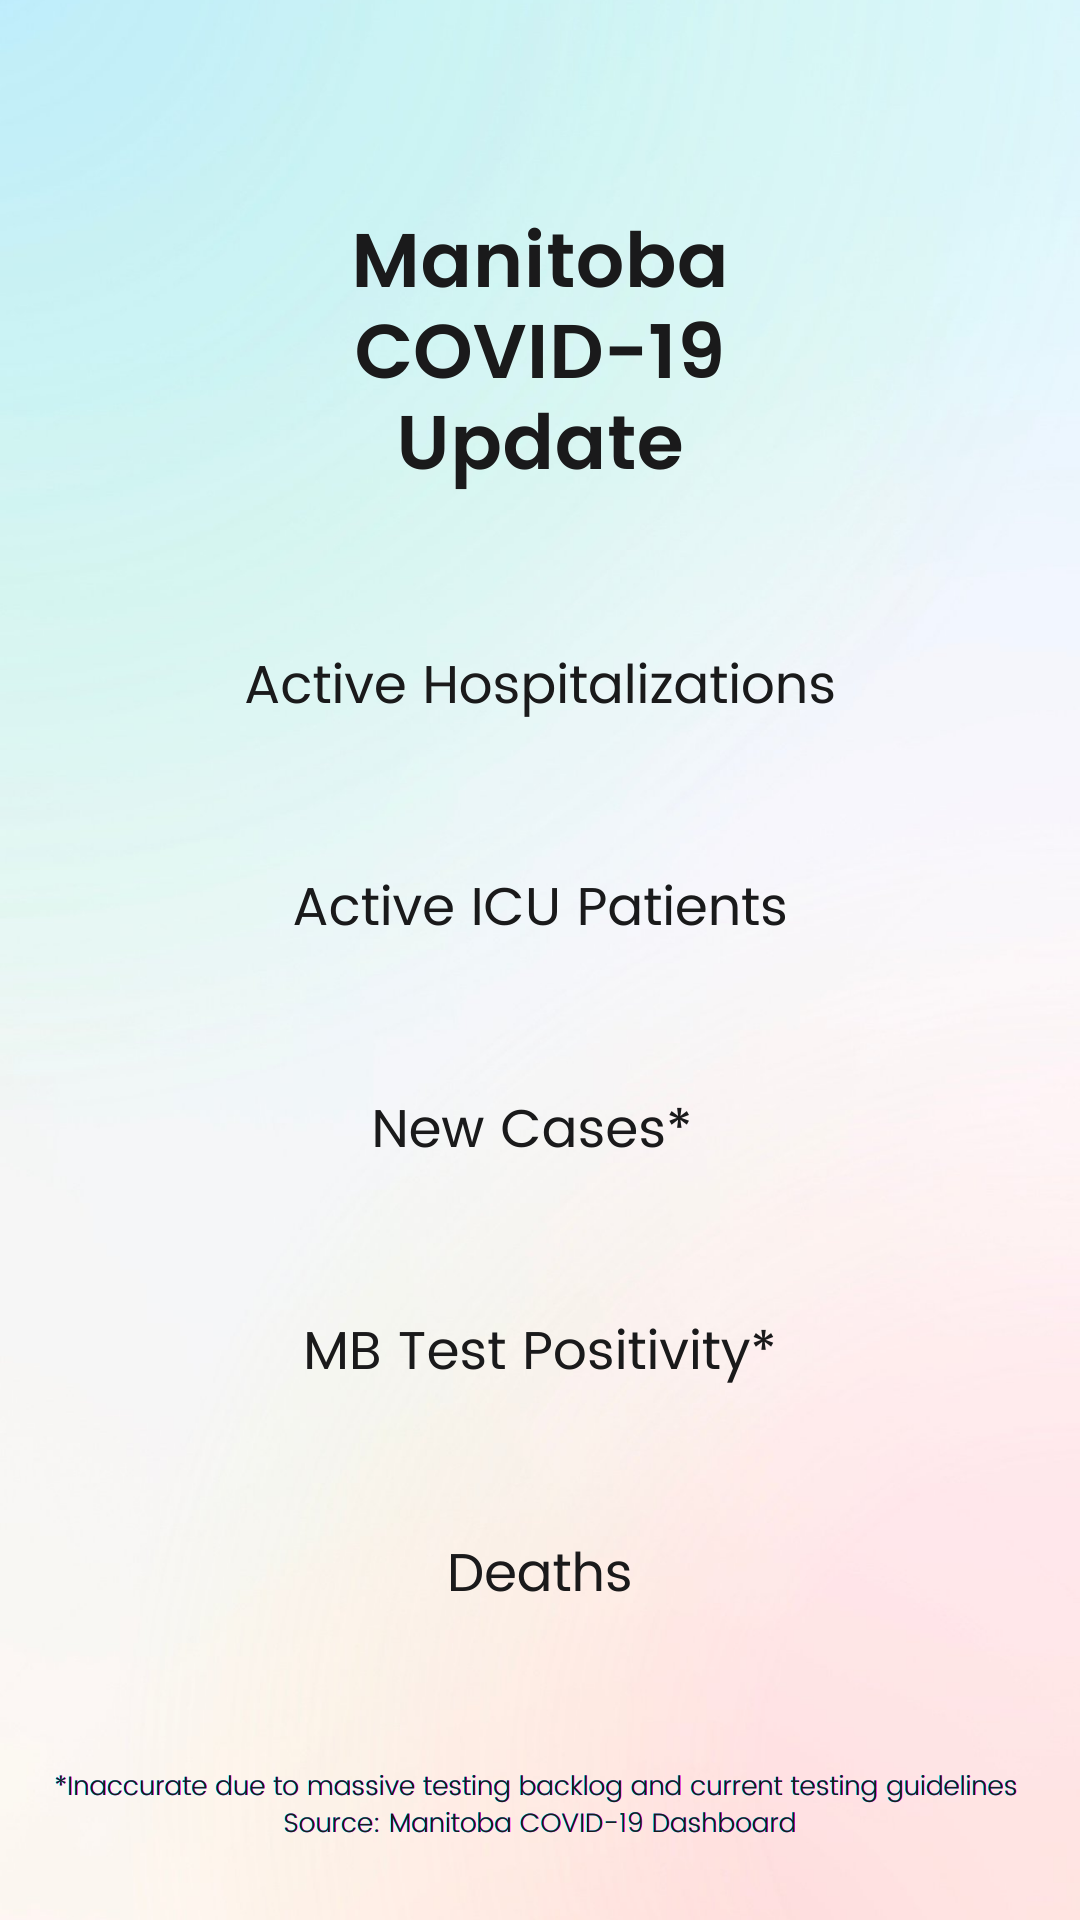 Manitoba
COVID-19
Update
Active Hospitalizations
Active ICU Patients
New Cases*
MB Test Positivity*
Deaths
*Inaccurate due to massive testing backlog and current testing guidelines
Source: Manitoba COVID-19 Dashboard